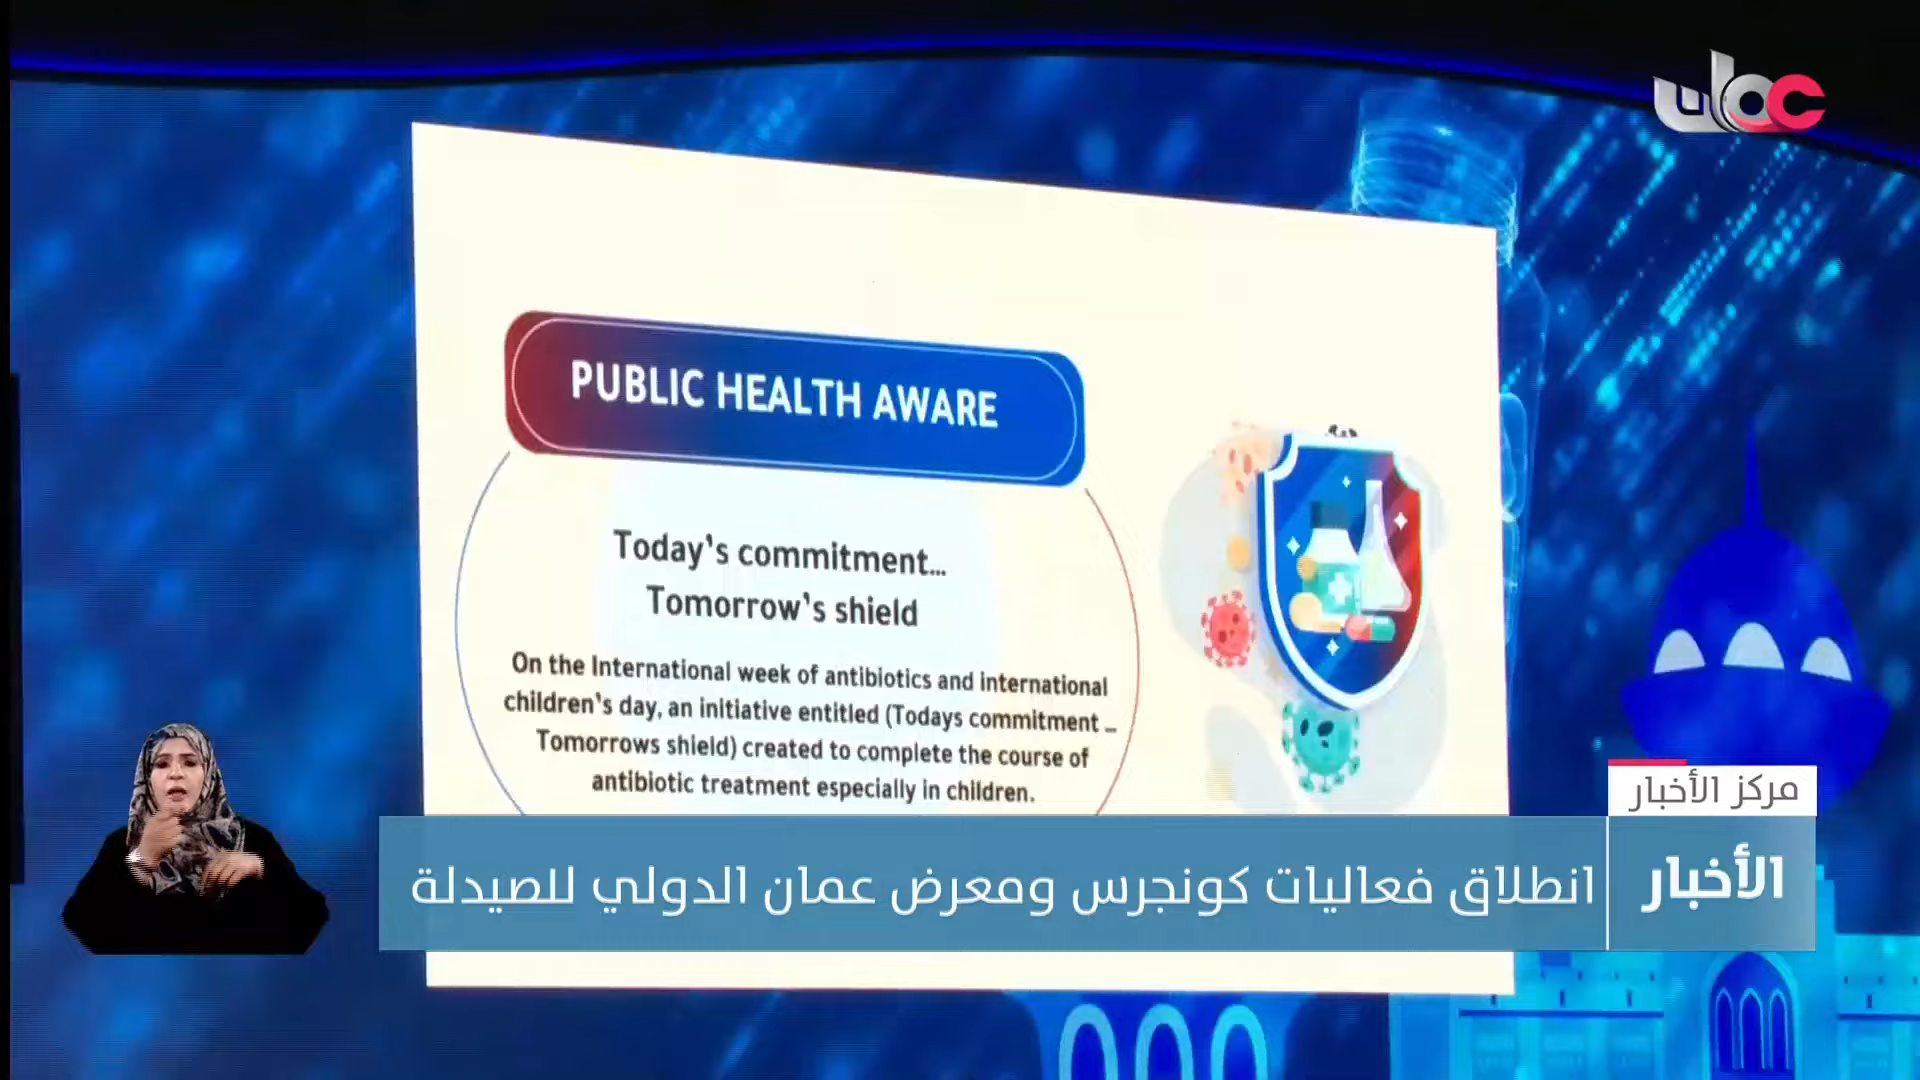 عمان
PUBLIC HEALTH AWARE
Today's commitment...
Tomorrow's shield
On the International week of antibiotics and international
children's day, an initiative entitled (Todays commitment ...
Tomorrows shield) created to complete the course of
antibiotic treatment especially in children.
مركز الأخبار
الأخبار
انطلاق فعاليات كونجرس ومعرض عمان الدولي للصيدلة